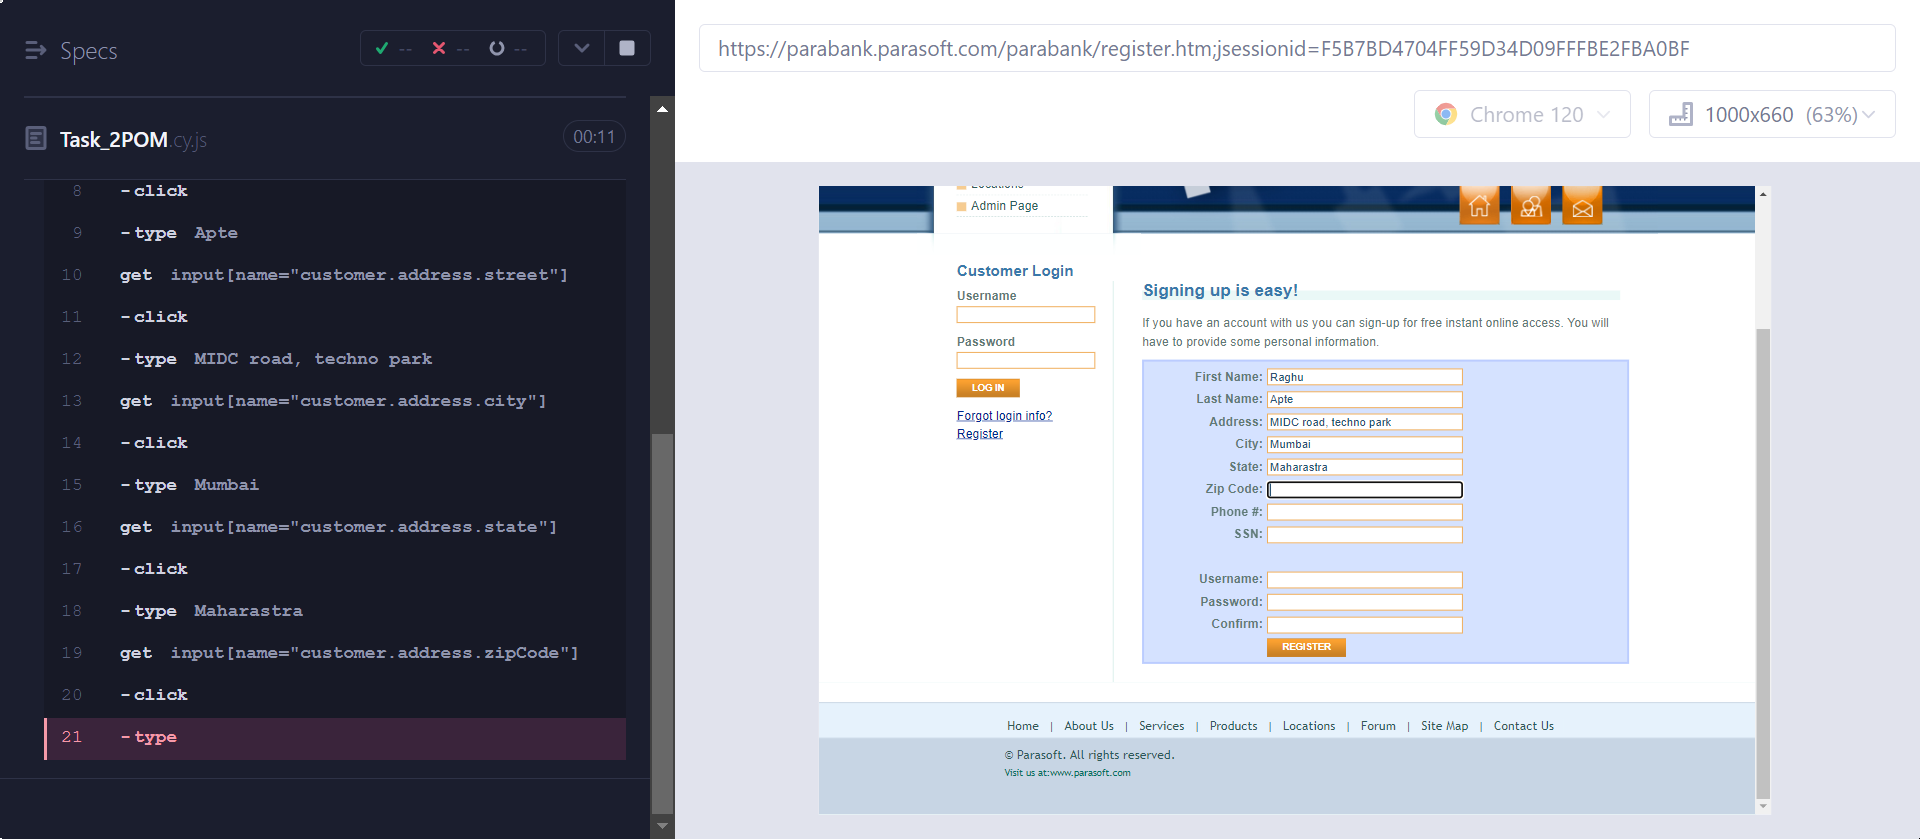 Specs
-- -- --
Task_2POM.cy.js
00:11
8 -click
9 -type Apte
10 get input[name="customer.address.street"]
11 -click
12 -type MIDC road, techno park
13 get input[name="customer.address.city"]
14 -click
15 -type Mumbai
16 get input[name="customer.address.state"]
17 -click
18 -type Maharastra
19 get input[name="customer.address.zipCode"]
20 -click
21 -type
https://parabank.parasoft.com/parabank/register.htm;jsessionid=F5B7BD4704FF59D34D09FFFBE2FBA0BF
Chrome 120
1000x660 (63%)
Locations
Admin Page
Customer Login
Username
Password
LOG IN
Forgot login info?
Register
Signing up is easy!
If you have an account with us you can sign-up for free instant online access. You will
have to provide some personal information.
First Name: Raghu
Last Name: Apte
Address: MIDC road, techno park
City: Mumbai
State: Maharastra
Zip Code:
Phone #:
SSN:
Username:
Password:
Confirm:
REGISTER
Home | About Us | Services | Products | Locations | Forum | Site Map | Contact Us
© Parasoft. All rights reserved.
Visit us at:www.parasoft.com